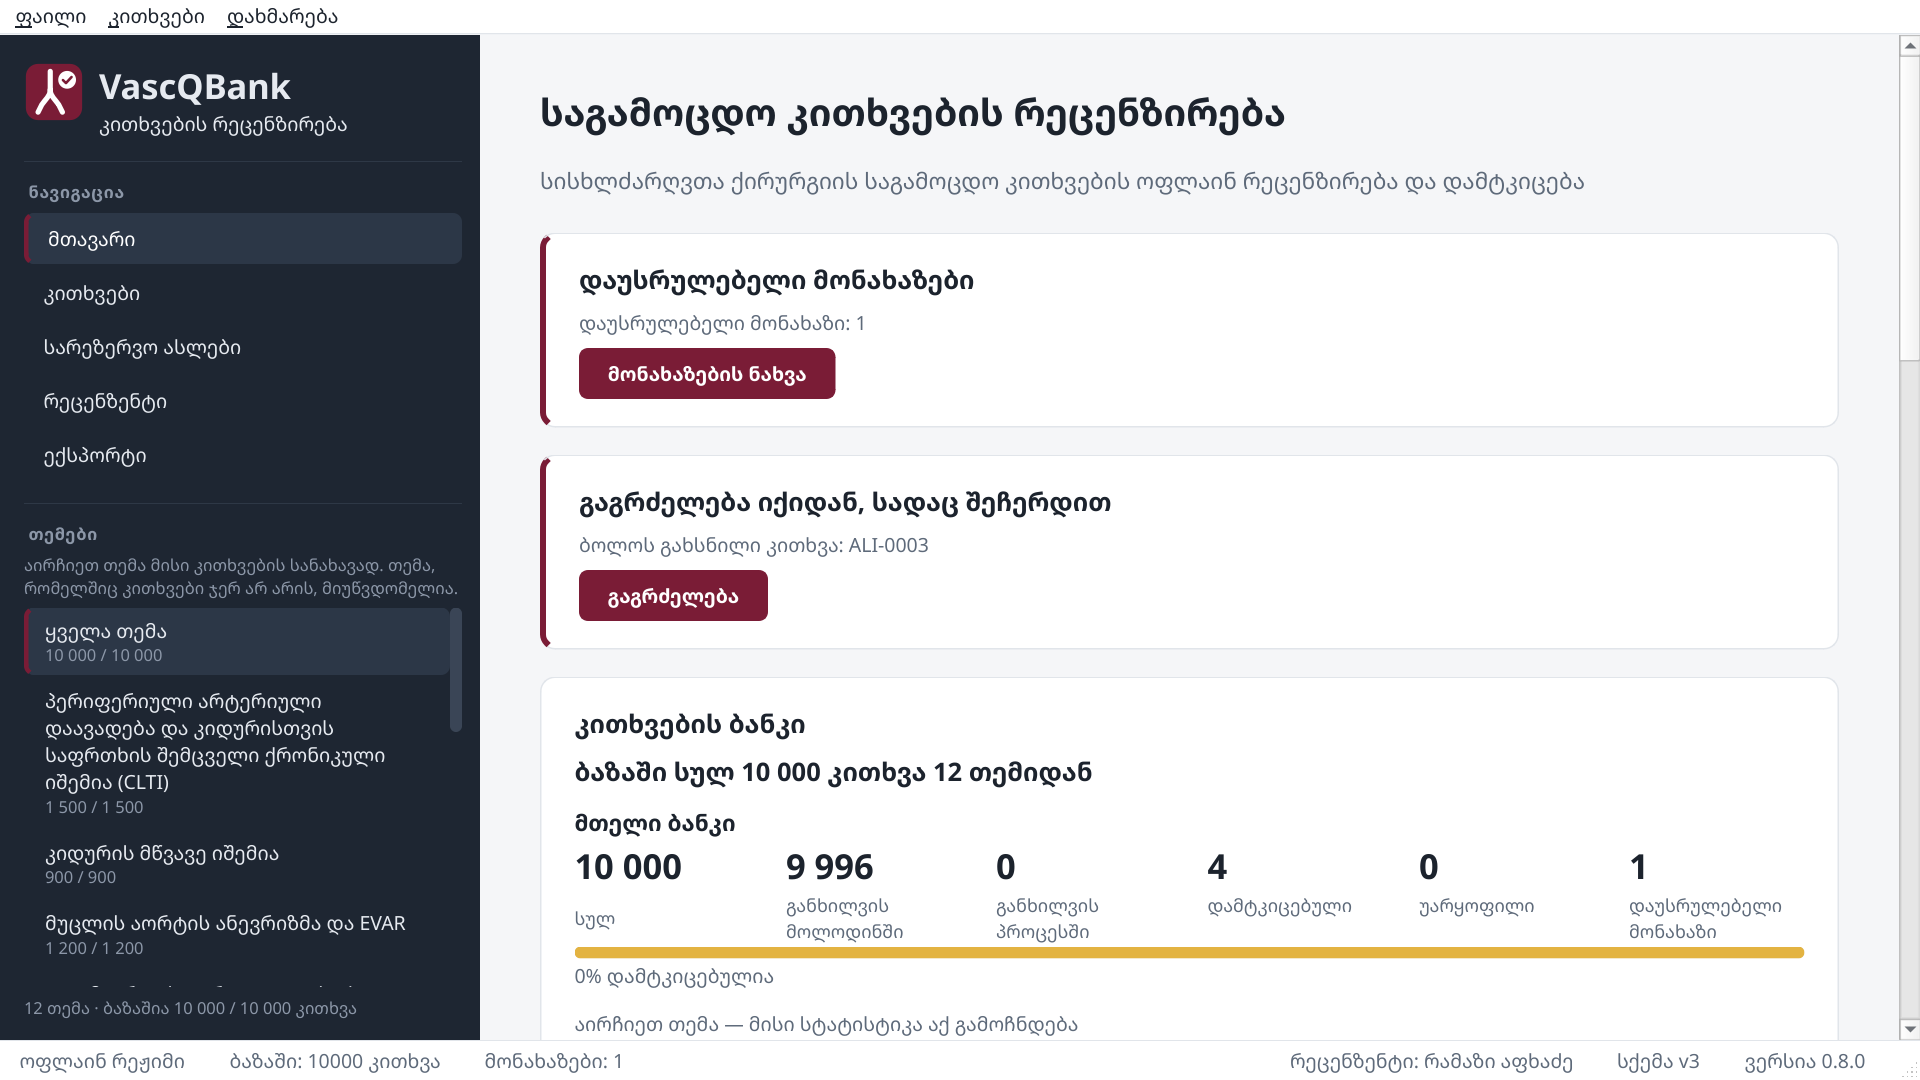 ფაილი კითხვები დახმარება
VascQBank
კითხვების რეცენზირება
ნავიგაცია
მთავარი
კითხვები
სარეზერვო ასლები
რეცენზენტი
ექსპორტი
თემები
აირჩიეთ თემა მისი კითხვების სანახავად. თემა,
რომელშიც კითხვები ჯერ არ არის, მიუწვდომელია.
ყველა თემა
10 000 / 10 000
პერიფერიული არტერიული
დაავადება და კიდურისთვის
საფრთხის შემცველი ქრონიკული
იშემია (CLTI)
1 500 / 1 500
კიდურის მწვავე იშემია
900 / 900
მუცლის აორტის ანევრიზმა და EVAR
1 200 / 1 200
12 თემა · ბაზაშია 10 000 / 10 000 კითხვა
საგამოცდო კითხვების რეცენზირება
სისხლძარღვთა ქირურგიის საგამოცდო კითხვების ოფლაინ რეცენზირება და დამტკიცება
დაუსრულებელი მონახაზები
დაუსრულებელი მონახაზი: 1
მონახაზების ნახვა
გაგრძელება იქიდან, სადაც შეჩერდით
ბოლოს გახსნილი კითხვა: ALI-0003
გაგრძელება
კითხვების ბანკი
ბაზაში სულ 10 000 კითხვა 12 თემიდან
მთელი ბანკი
10 000 9 996 0 4 0 1
სულ
განხილვის
მოლოდინში
განხილვის
პროცესში
დამტკიცებული
უარყოფილი
დაუსრულებელი
მონახაზი
0% დამტკიცებულია
აირჩიეთ თემა — მისი სტატისტიკა აქ გამოჩნდება
ოფლაინ რეჟიმი ბაზაში: 10000 კითხვა მონახაზები: 1 რეცენზენტი: რამაზი აფხაძე სქემა v3 ვერსია 0.8.0